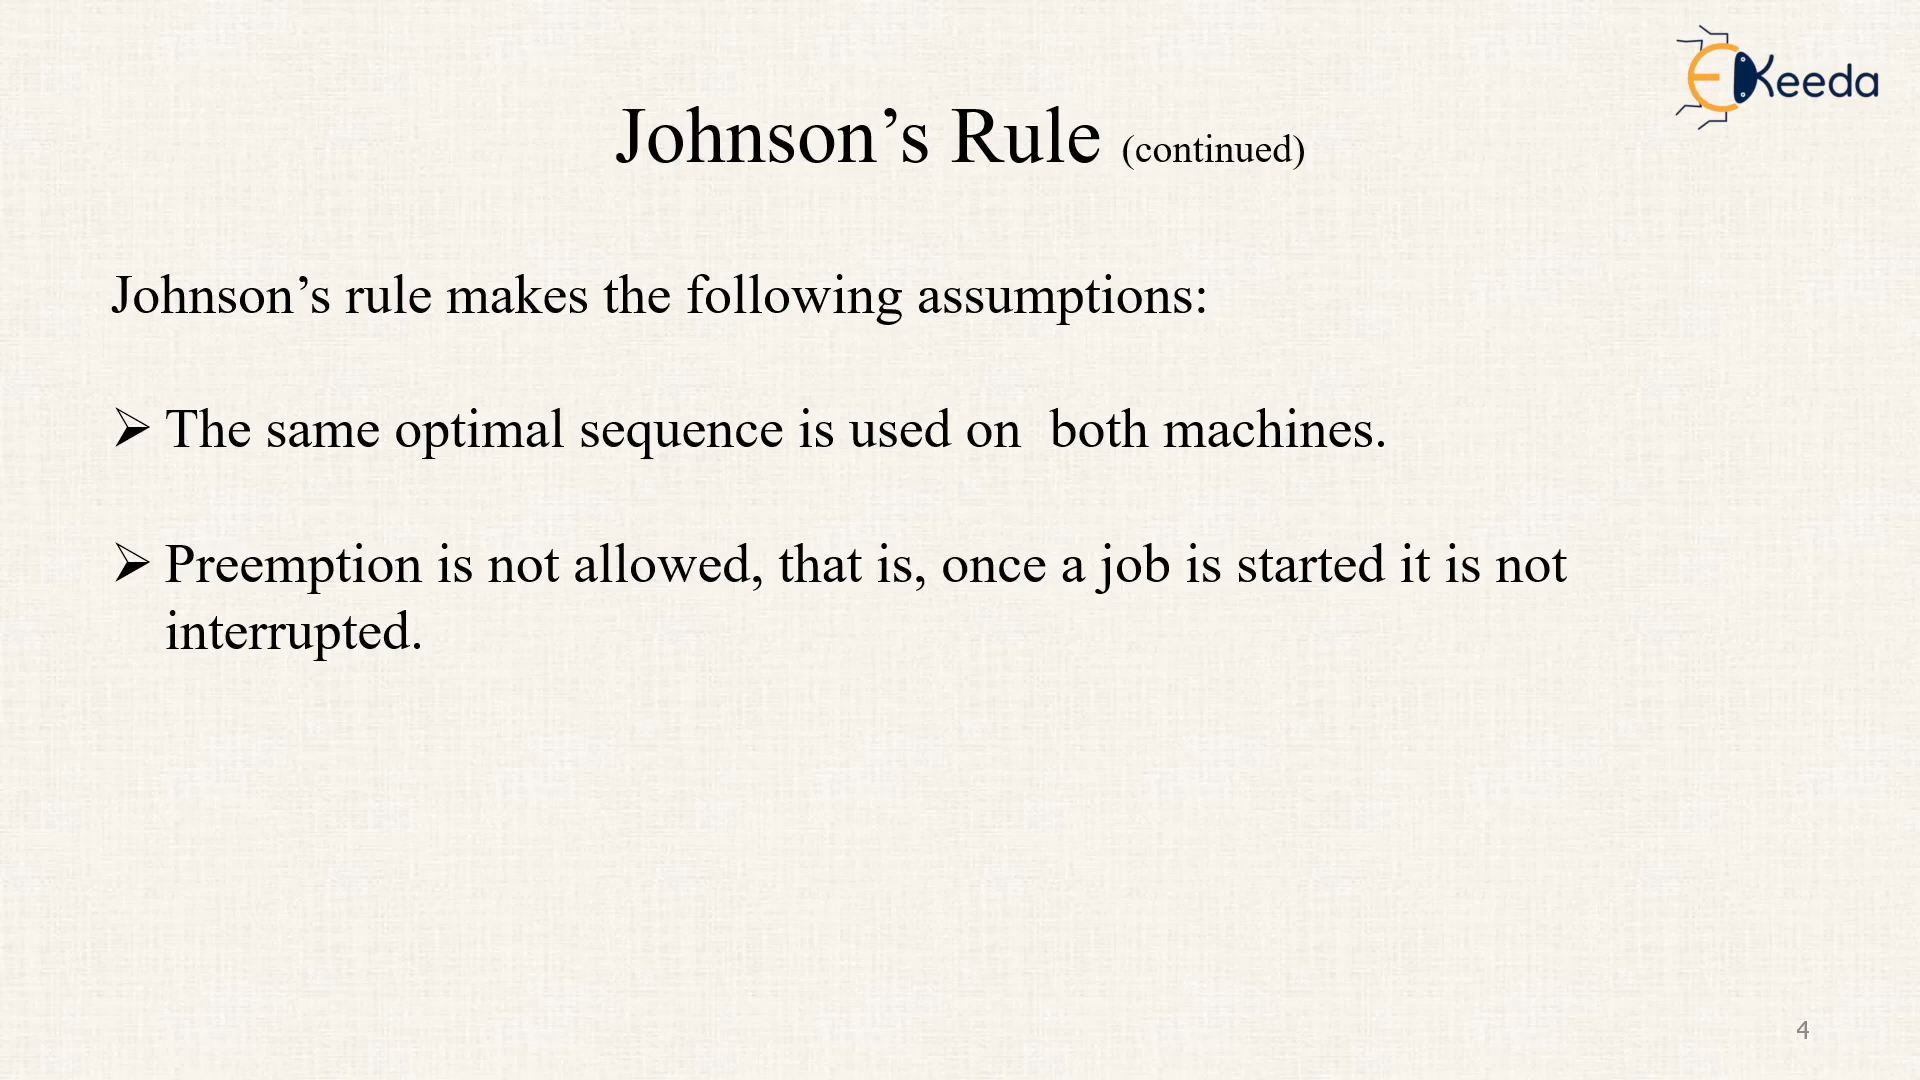 EKeeda
Johnson’s Rule (continued)
Johnson’s rule makes the following assumptions:
➢ The same optimal sequence is used on  both machines.
➢ Preemption is not allowed, that is, once a job is started it is not
interrupted.
4